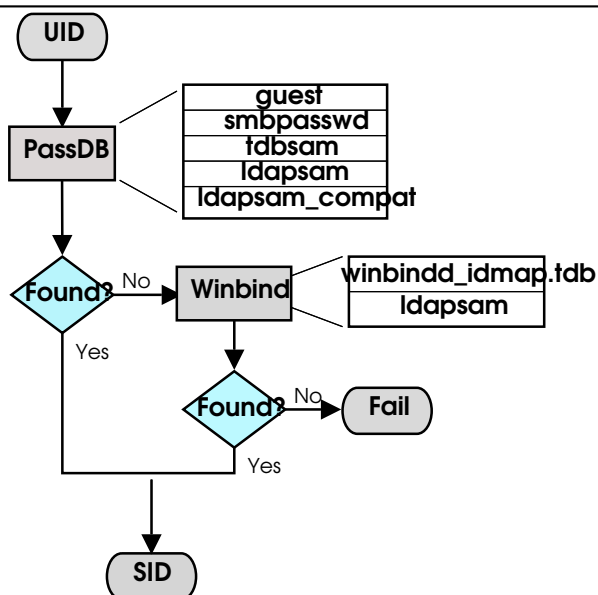 UID
PassDB
guest
smbpasswd
tdbsam
ldapsam
ldapsam_compat
Found?
No
Winbind
winbindd_idmap.tdb
ldapsam
Yes
Found?
No
Fail
Yes
SID